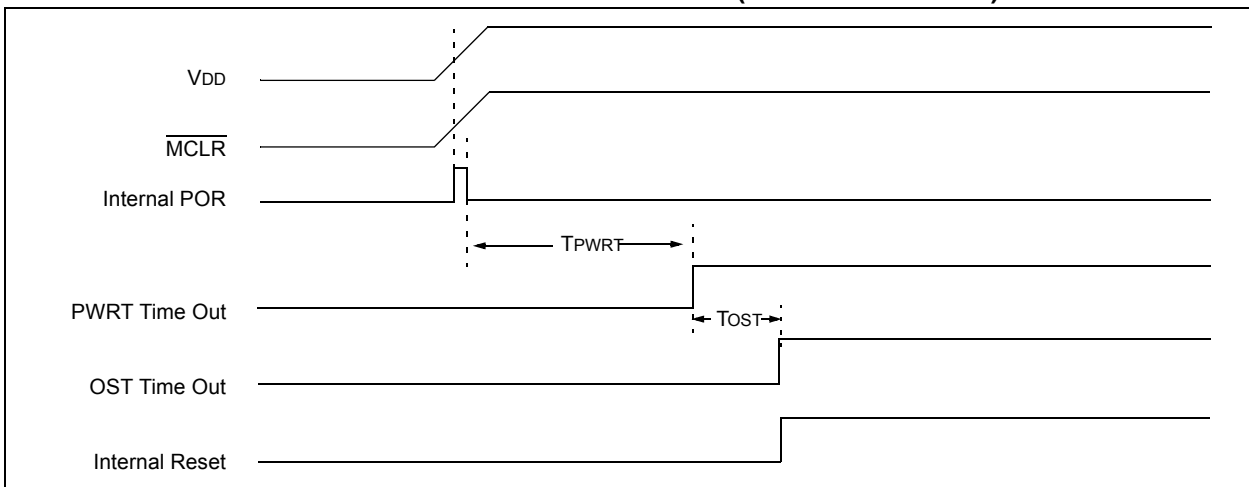 VDD
MCLR
Internal POR
TPWRT
PWRT Time Out
TOST
OST Time Out
Internal Reset